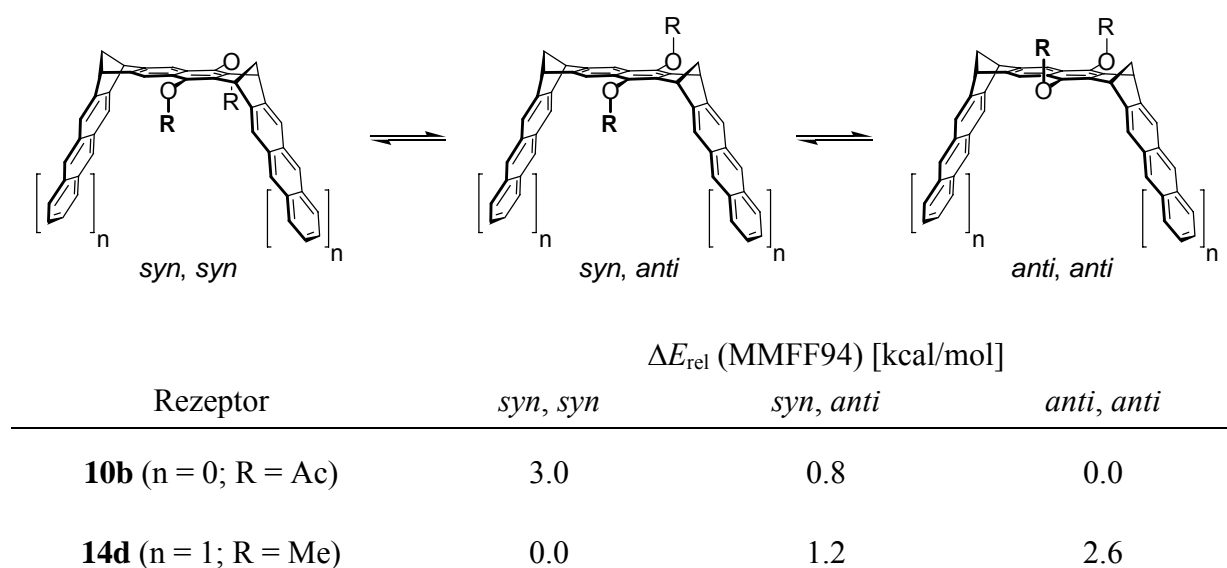 R R
O O O O O
O R R R
R
n n n n n n
syn, syn syn, anti anti, anti
ΔE_rel (MMFF94) [kcal/mol]
Rezeptor syn, syn syn, anti anti, anti
10b (n = 0; R = Ac) 3.0 0.8 0.0
14d (n = 1; R = Me) 0.0 1.2 2.6